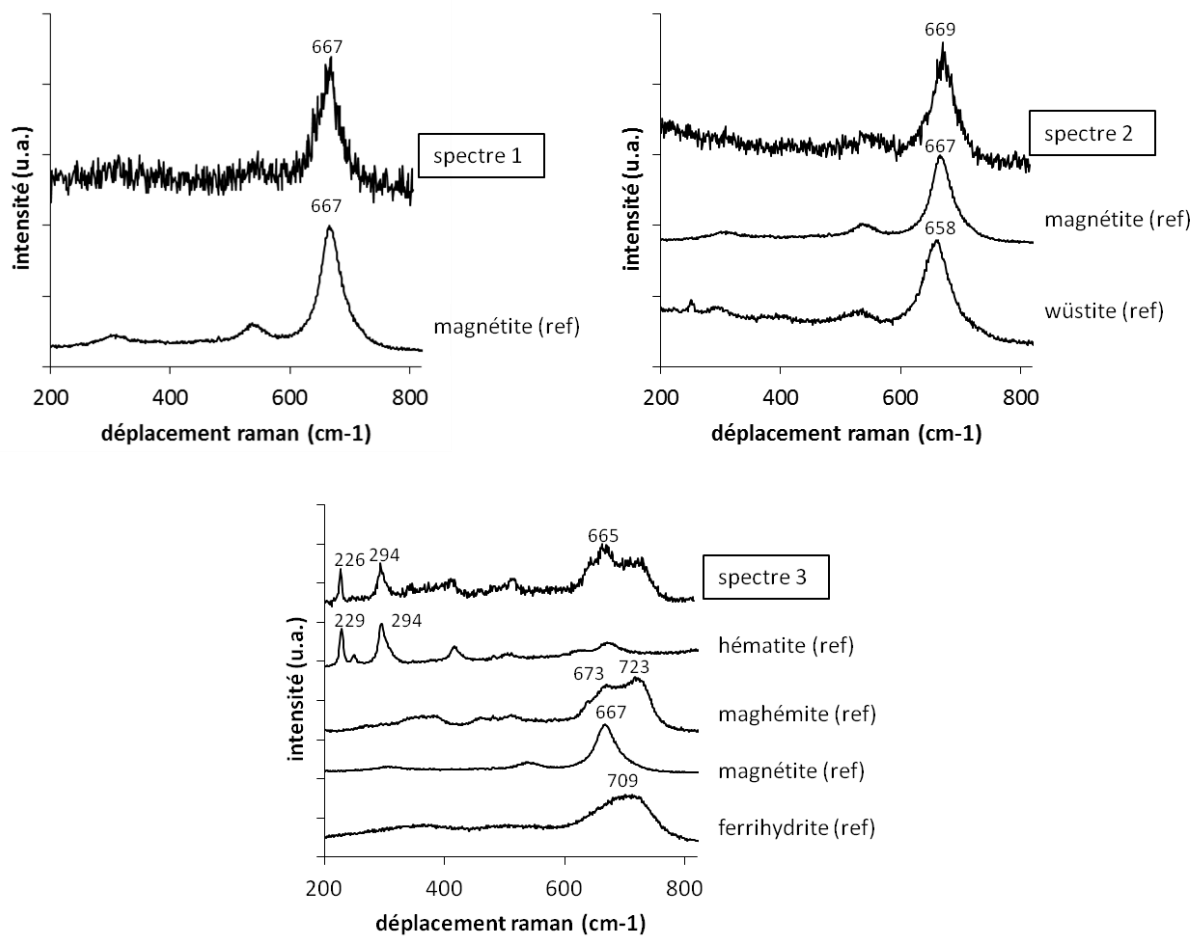 667
spectre 1
667
magnétite (ref)
intensité (u.a.)
200 400 600 800
déplacement raman (cm-1)
669
spectre 2
667
magnétite (ref)
658
wüstite (ref)
intensité (u.a.)
200 400 600 800
déplacement raman (cm-1)
665
226 294
spectre 3
229 294
hématite (ref)
673 723
maghémite (ref)
667
magnétite (ref)
709
ferrihydrite (ref)
intensité (u.a.)
200 400 600 800
déplacement raman (cm-1)